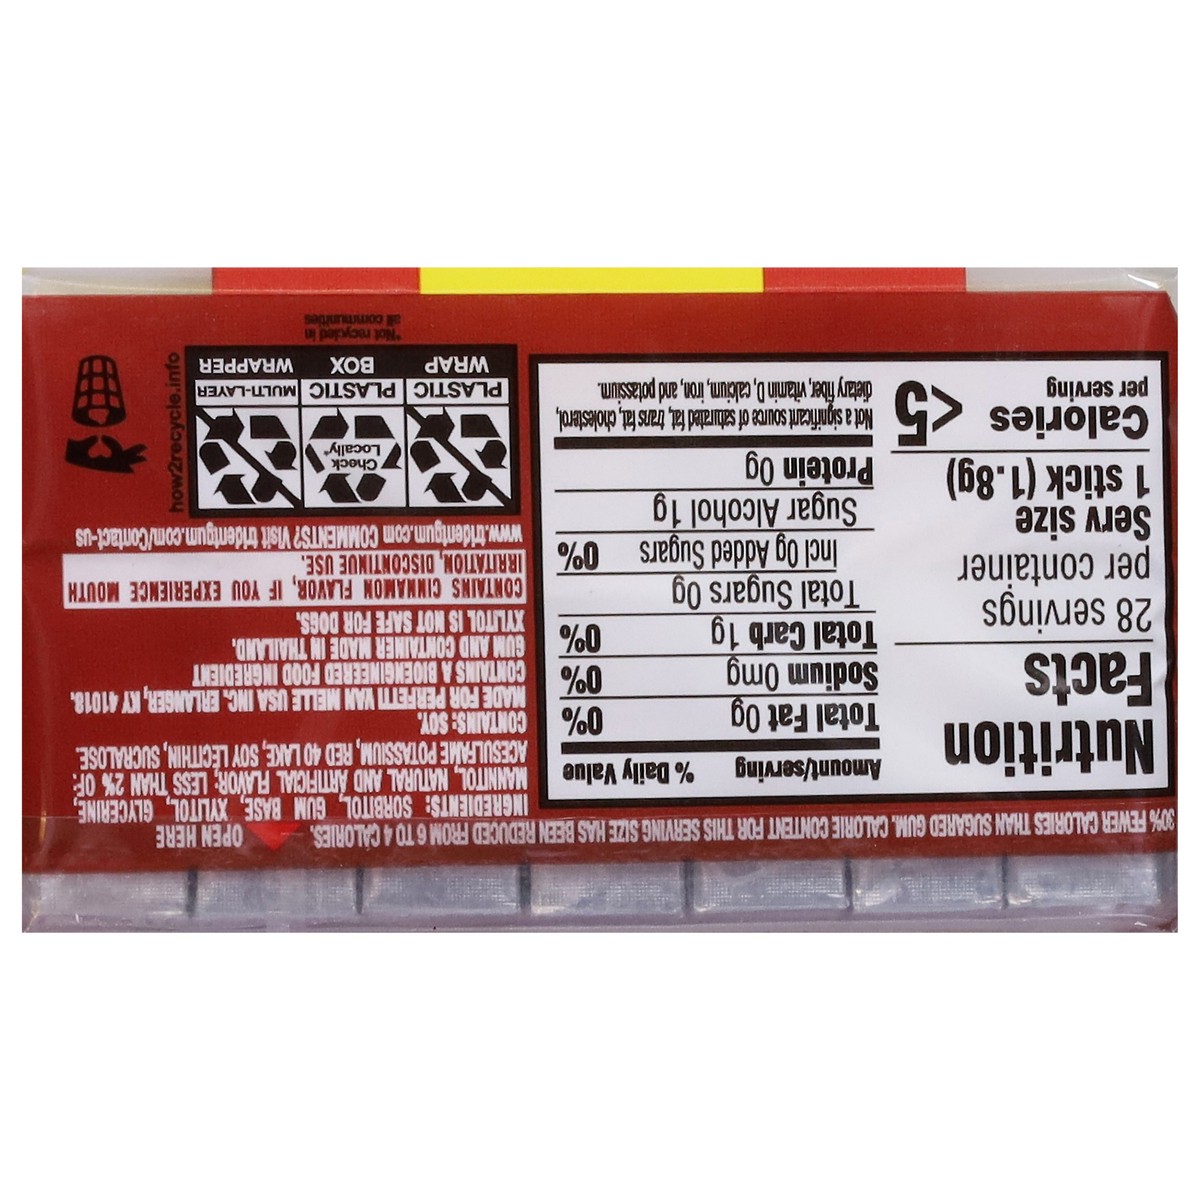 30% FEWER CALORIES THAN SUGARED GUM. CALORIE CONTENT FOR THIS SERVING SIZE HAS BEEN REDUCED FROM 6 TO 4 CALORIES.
OPEN HERE
Nutrition
Facts
28 servings
per container
Serv size
1 stick (1.8g)
Calories
per serving
<5
Amount/serving % Daily Value
Total Fat 0g 0%
Sodium 0mg 0%
Total Carb 1g 0%
Total Sugars 0g
Incl 0g Added Sugars 0%
Sugar Alcohol 1g
Protein 0g
Not a significant source of saturated fat, trans fat, cholesterol,
dietary fiber, vitamin D, calcium, iron, and potassium.
INGREDIENTS: SORBITOL, GUM BASE, XYLITOL, GLYCERINE,
MANNITOL, NATURAL AND ARTIFICIAL FLAVOR; LESS THAN 2% OF:
ACESULFAME POTASSIUM, RED 40 LAKE, SOY LECITHIN, SUCRALOSE.
CONTAINS: SOY.
MADE FOR PERFETTI VAN MELLE USA INC. ERLANGER, KY 41018.
CONTAINS A BIOENGINEERED FOOD INGREDIENT
GUM AND CONTAINER MADE IN THAILAND.
XYLITOL IS NOT SAFE FOR DOGS.
CONTAINS CINNAMON FLAVOR, IF YOU EXPERIENCE MOUTH
IRRITATION, DISCONTINUE USE.
www.tridentgum.com COMMENTS? Visit tridentgum.com/Contact-us
Check
Locally*
PLASTIC
WRAP
PLASTIC
BOX
MULTI-LAYER
WRAPPER
how2recycle.info
*Not recycled in
all communities